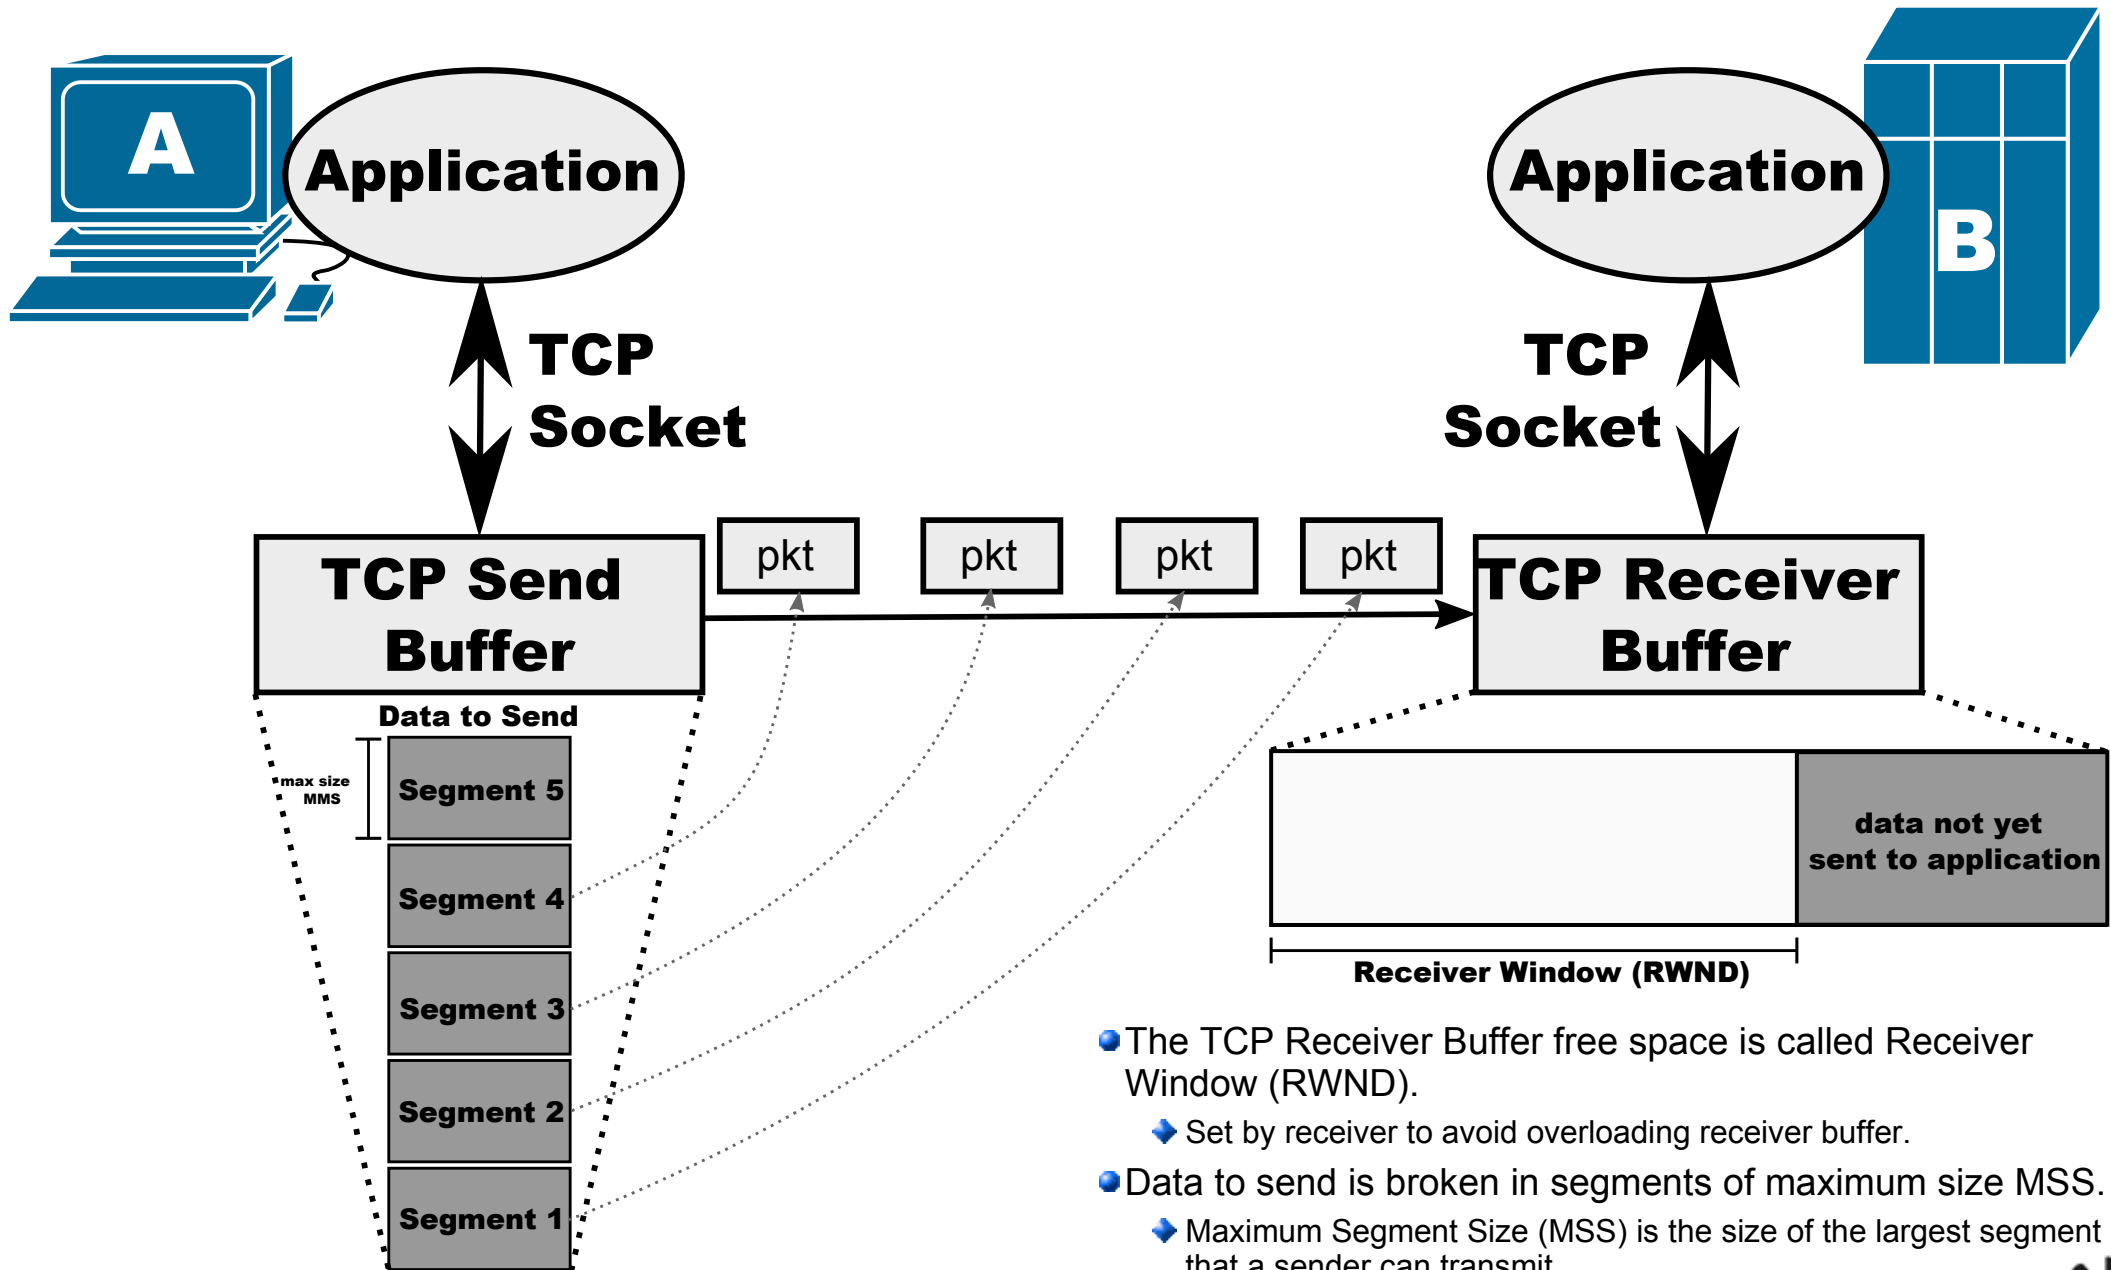 A
Application
Application
B
TCP
Socket
TCP
Socket
TCP Send
Buffer
pkt
pkt
pkt
pkt
TCP Receiver
Buffer
Data to Send
max size
MMS
Segment 5
Segment 4
Segment 3
Segment 2
Segment 1
data not yet
sent to application
Receiver Window (RWND)
The TCP Receiver Buffer free space is called Receiver
Window (RWND).
Set by receiver to avoid overloading receiver buffer.
Data to send is broken in segments of maximum size MSS.
Maximum Segment Size (MSS) is the size of the largest segment
that a sender can transmit